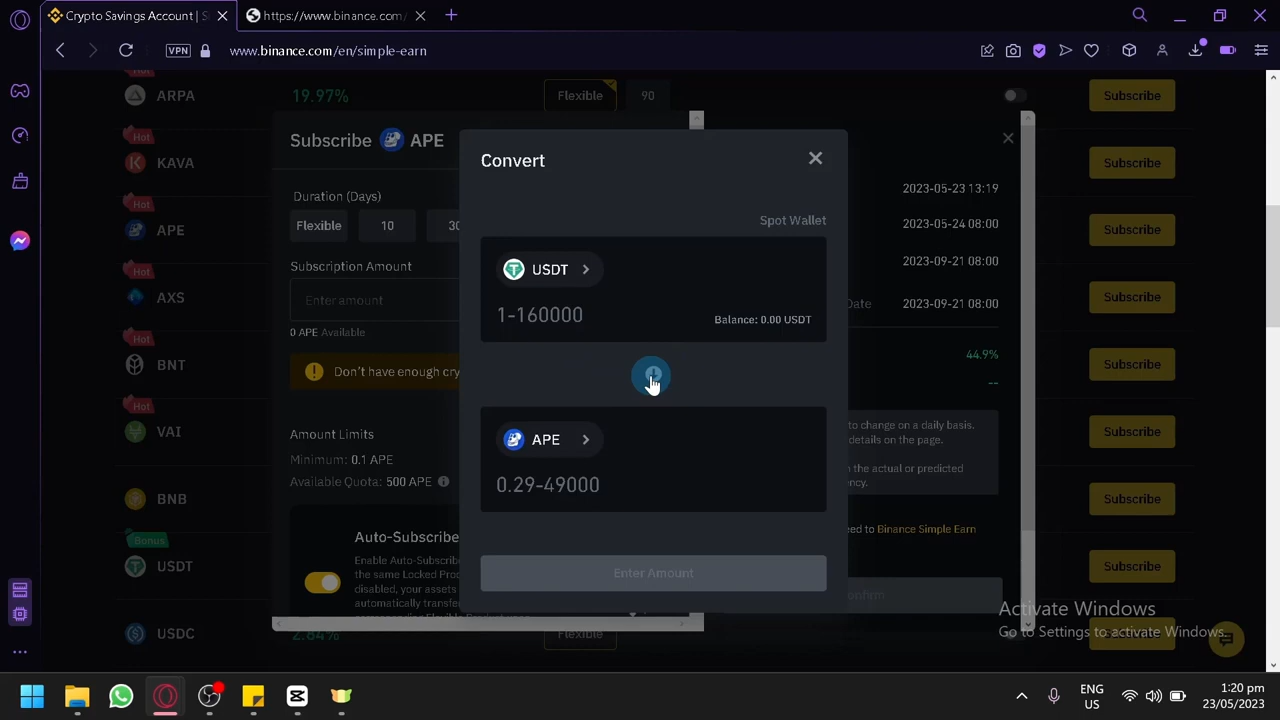 Crypto Savings Account | S
https://www.binance.com/
VPN
www.binance.com/en/simple-earn
Hot
ARPA
19.97%
Flexible
90
Subscribe
Hot
KAVA
Subscribe
Hot
APE
Subscribe
Hot
AXS
Subscribe
Hot
BNT
Subscribe
Hot
VAI
Subscribe
BNB
Subscribe
Bonus
USDT
Subscribe
USDC
2.84%
Flexible
Subscribe APE
Duration (Days)
Flexible
10
30
Subscription Amount
Enter amount
0 APE Available
Don't have enough cry
Amount Limits
Minimum: 0.1 APE
Available Quota: 500 APE
Auto-Subscribe
Enable Auto-Subscrib
the same Locked Prod
disabled, your assets
automatically transfe
Convert
Spot Wallet
USDT
1-160000
Balance: 0.00 USDT
APE
0.29-49000
Enter Amount
2023-05-23 13:19
2023-05-24 08:00
2023-09-21 08:00
Date
2023-09-21 08:00
44.9%
--
to change on a daily basis.
details on the page.
n the actual or predicted
ency.
eed to Binance Simple Earn
onfirm
Activate Windows
Go to Settings to activate Windows.
ENG
US
1:20 pm
23/05/2023